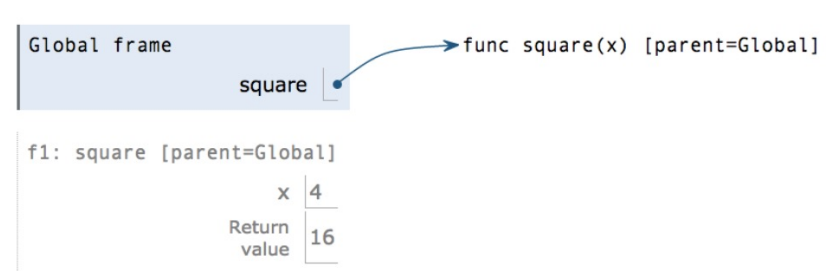 Global frame
func square(x) [parent=Global]
square
f1: square [parent=Global]
x 4
Return
value 16